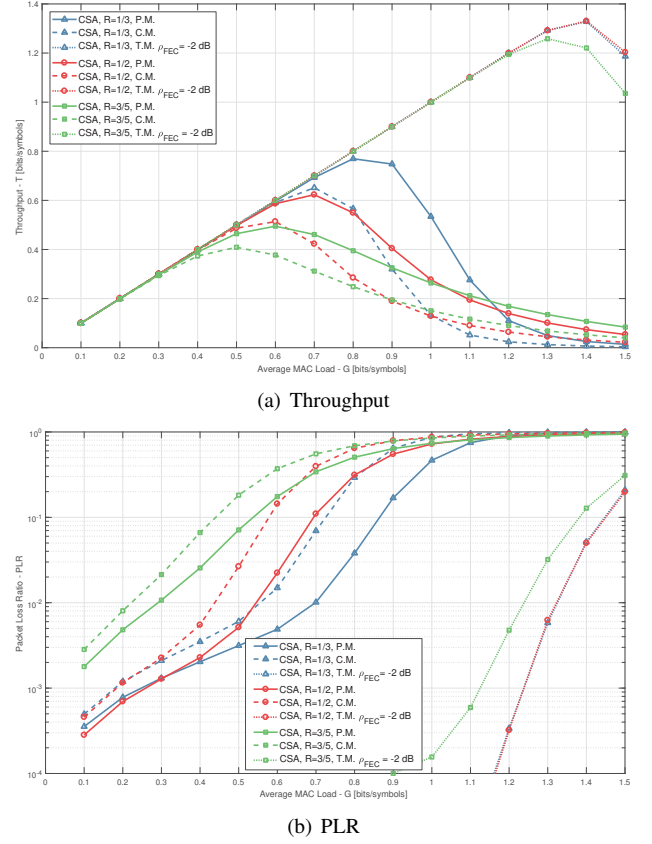 1.4
1.2
1
0.8
0.6
0.4
0.2
0
Throughput - T [bits/symbols]
CSA, R=1/3, P.M.
CSA, R=1/3, C.M.
CSA, R=1/3, T.M. ρFEC= -2 dB
CSA, R=1/2, P.M.
CSA, R=1/2, C.M.
CSA, R=1/2, T.M. ρFEC= -2 dB
CSA, R=3/5, P.M.
CSA, R=3/5, C.M.
CSA, R=3/5, T.M. ρFEC = -2 dB
0 0.1 0.2 0.3 0.4 0.5 0.6 0.7 0.8 0.9 1 1.1 1.2 1.3 1.4 1.5
Average MAC Load - G [bits/symbols]
(a) Throughput
10^0
10^-1
10^-2
10^-3
10^-4
Packet Loss Ratio - PLR
CSA, R=1/3, P.M.
CSA, R=1/3, C.M.
CSA, R=1/3, T.M. ρFEC= -2 dB
CSA, R=1/2, P.M.
CSA, R=1/2, C.M.
CSA, R=1/2, T.M. ρFEC= -2 dB
CSA, R=3/5, P.M.
CSA, R=3/5, C.M.
CSA, R=3/5, T.M. ρFEC= -2 dB
0.1 0.2 0.3 0.4 0.5 0.6 0.7 0.8 0.9 1 1.1 1.2 1.3 1.4 1.5
Average MAC Load - G [bits/symbols]
(b) PLR